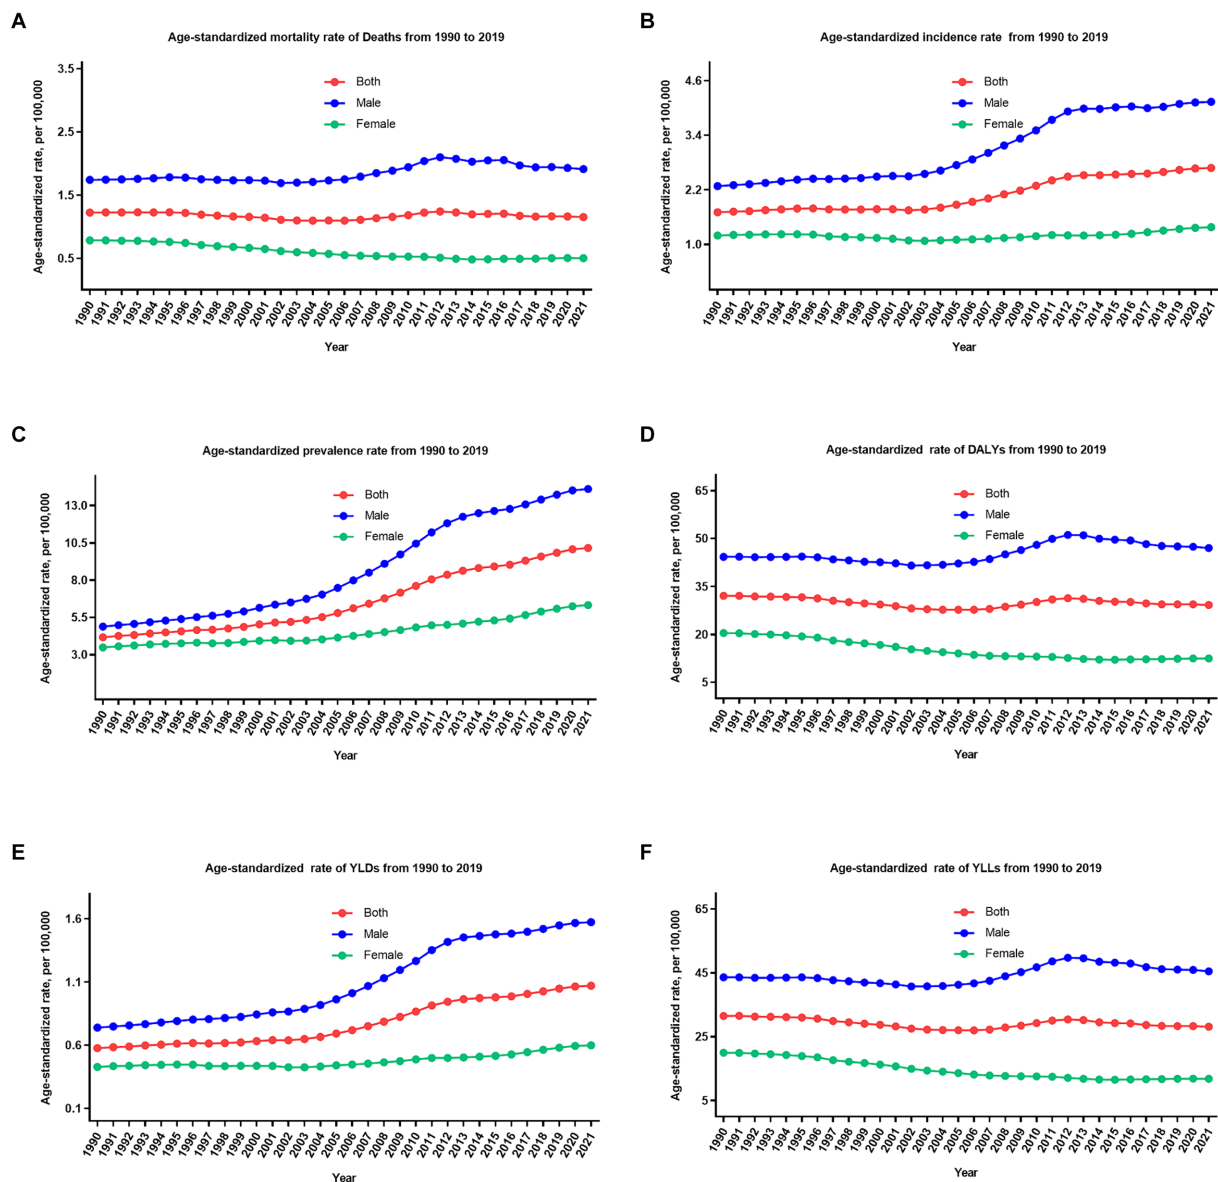 A
Age-standardized mortality rate of Deaths from 1990 to 2019
Age-standardized rate, per 100,000
3.5
2.5
1.5
0.5
Both
Male
Female
1990 1991 1992 1993 1994 1995 1996 1997 1998 1999 2000 2001 2002 2003 2004 2005 2006 2007 2008 2009 2010 2011 2012 2013 2014 2015 2016 2017 2018 2019 2020 2021
Year
B
Age-standardized incidence rate from 1990 to 2019
Age-standardized rate, per 100,000
4.6
3.4
2.2
1.0
Both
Male
Female
1990 1991 1992 1993 1994 1995 1996 1997 1998 1999 2000 2001 2002 2003 2004 2005 2006 2007 2008 2009 2010 2011 2012 2013 2014 2015 2016 2017 2018 2019 2020 2021
Year
C
Age-standardized prevalence rate from 1990 to 2019
Age-standardized rate, per 100,000
13.0
10.5
8.0
5.5
3.0
Both
Male
Female
1990 1991 1992 1993 1994 1995 1996 1997 1998 1999 2000 2001 2002 2003 2004 2005 2006 2007 2008 2009 2010 2011 2012 2013 2014 2015 2016 2017 2018 2019 2020 2021
Year
D
Age-standardized rate of DALYs from 1990 to 2019
Age-standardized rate, per 100,000
65
50
35
20
5
Both
Male
Female
1990 1991 1992 1993 1994 1995 1996 1997 1998 1999 2000 2001 2002 2003 2004 2005 2006 2007 2008 2009 2010 2011 2012 2013 2014 2015 2016 2017 2018 2019 2020 2021
Year
E
Age-standardized rate of YLDs from 1990 to 2019
Age-standardized rate, per 100,000
1.6
1.1
0.6
0.1
Both
Male
Female
1990 1991 1992 1993 1994 1995 1996 1997 1998 1999 2000 2001 2002 2003 2004 2005 2006 2007 2008 2009 2010 2011 2012 2013 2014 2015 2016 2017 2018 2019 2020 2021
Year
F
Age-standardized rate of YLLs from 1990 to 2019
Age-standardized rate, per 100,000
65
45
25
5
Both
Male
Female
1990 1991 1992 1993 1994 1995 1996 1997 1998 1999 2000 2001 2002 2003 2004 2005 2006 2007 2008 2009 2010 2011 2012 2013 2014 2015 2016 2017 2018 2019 2020 2021
Year